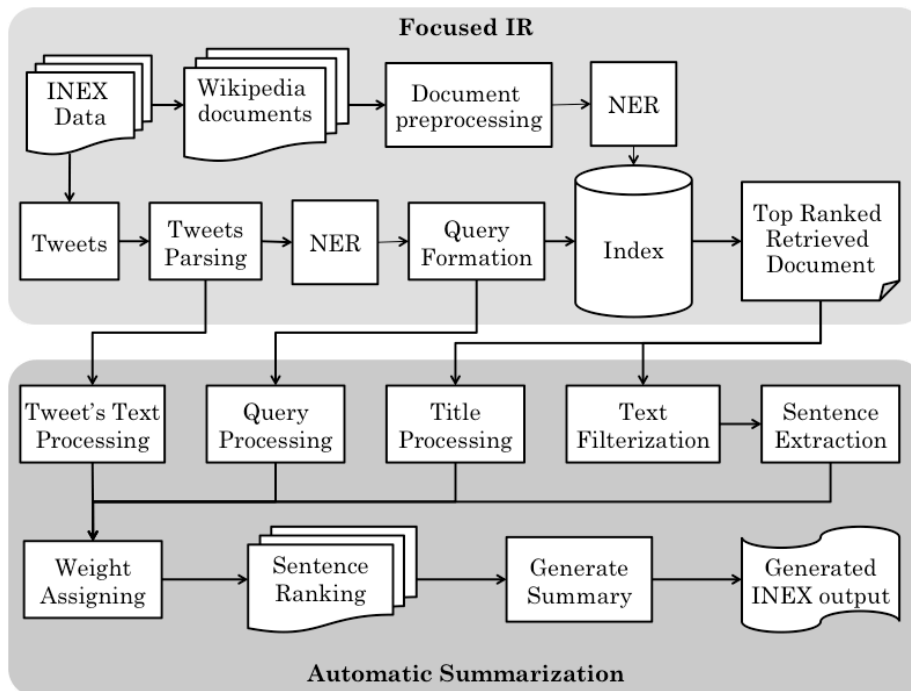 Focused IR
INEX
Data
Wikipedia
documents
Document
preprocessing
NER
Tweets
Tweets
Parsing
NER
Query
Formation
Index
Top Ranked
Retrieved
Document
Tweet's Text
Processing
Query
Processing
Title
Processing
Text
Filterization
Sentence
Extraction
Weight
Assigning
Sentence
Ranking
Generate
Summary
Generated
INEX output
Automatic Summarization